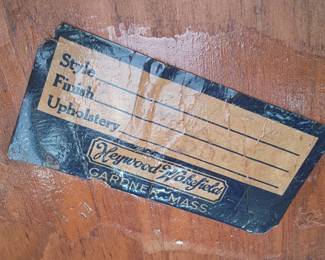 Style
Finish
Upholstery
Heywood-Wakefield
GARDNER, MASS.